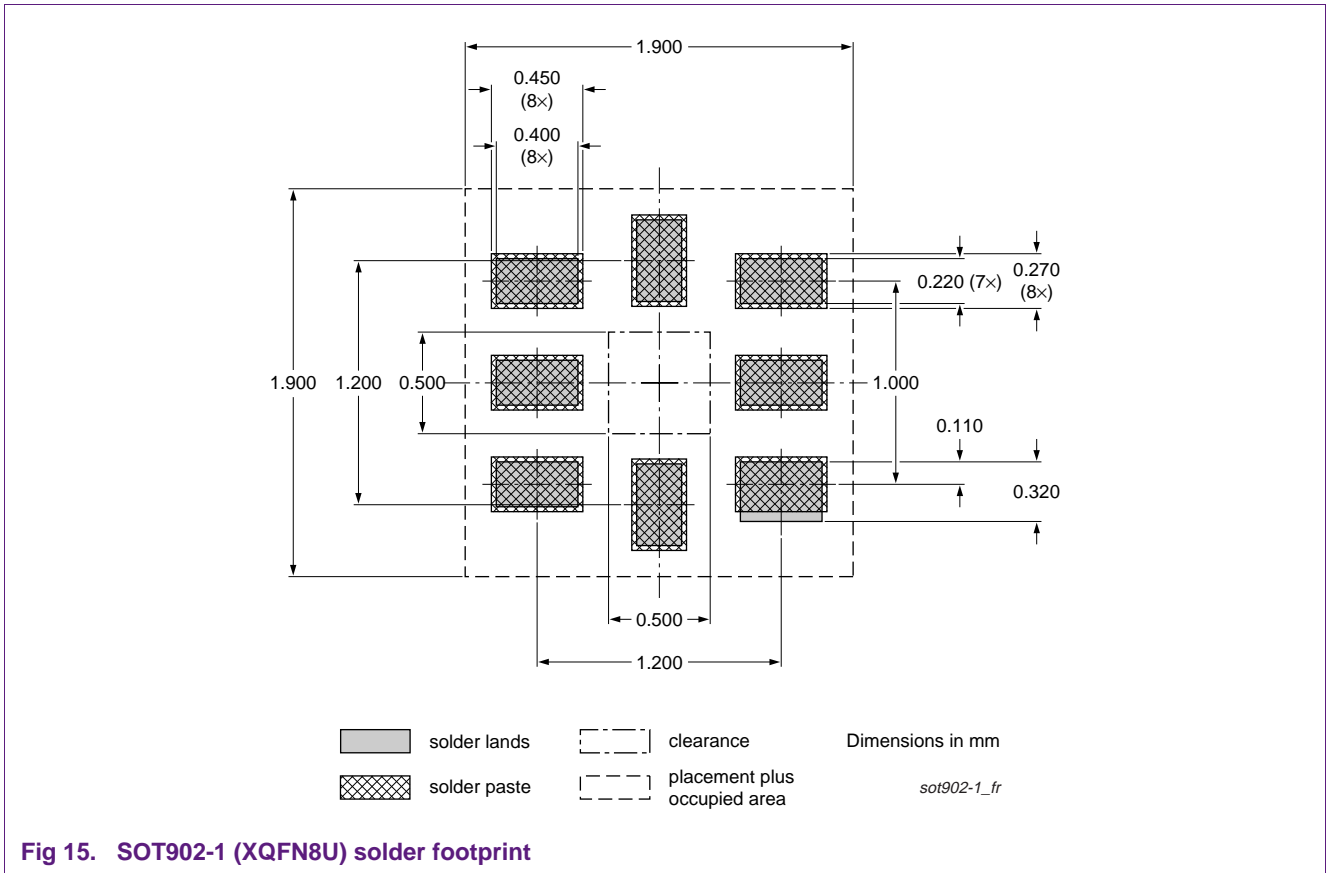 1.900
0.450
(8×)
0.400
(8×)
0.220 (7×)
0.270
(8×)
1.900
1.200
0.500
1.000
0.110
0.320
0.500
1.200
solder lands
clearance
Dimensions in mm
solder paste
placement plus
occupied area
sot902-1_fr
Fig 15. SOT902-1 (XQFN8U) solder footprint